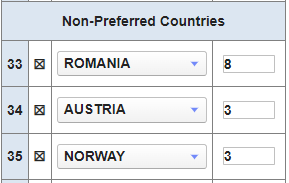 Non-Preferred Countries
33 ☒ ROMANIA 8
34 ☒ AUSTRIA 3
35 ☒ NORWAY 3